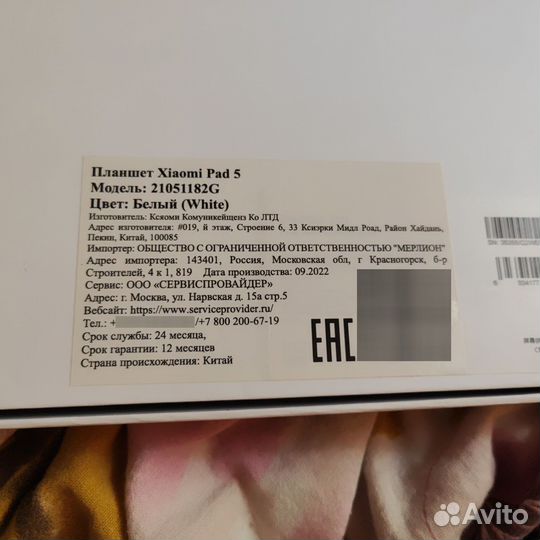 Планшет Xiaomi Pad 5
Модель: 21051182G
Цвет: Белый (White)
Изготовитель: Ксяоми Комуникейщенз Ко ЛТД
Адрес изготовителя: #019, й этаж, Строение 6, 33 Ксиэрки Мидл Роад, Район Хайдань,
Пекин, Китай, 100085
Импортер: ОБЩЕСТВО С ОГРАНИЧЕННОЙ ОТВЕТСТВЕННОСТЬЮ "МЕРЛИОН"
Адрес импортера: 143401, Россия, Московская обл, г Красногорск, б-р
Строителей, 4 к 1, 819 Дата производства: 09.2022
Сервис: ООО «СЕРВИСПРОВАЙДЕР»
Адрес: г. Москва, ул. Нарвская д. 15а стр.5
Вебсайт: https://www.serviceprovider.ru/
Тел.: + /+7 800 200-67-19
Срок службы: 24 месяца,
Срок гарантии: 12 месяцев
Страна происхождения: Китай
EAC
SN:
Avito